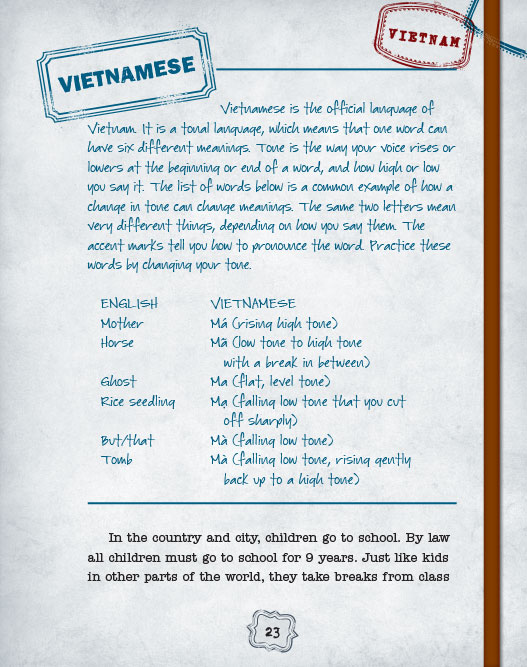 VIETNAM
VIETNAMESE
Vietnamese is the official language of
Vietnam. It is a tonal language, which means that one word can
have six different meanings. Tone is the way your voice rises or
lowers at the beginning or end of a word, and how high or low
you say it. The list of words below is a common example of how a
change in tone can change meanings. The same two letters mean
very different things, depending on how you say them. The
accent marks tell you how to pronounce the word. Practice these
words by changing your tone.
ENGLISH VIETNAMESE
Mother Má (rising high tone)
Horse Mã (low tone to high tone
with a break in between)
Ghost Ma (flat, level tone)
Rice seedling Mạ (falling low tone that you cut
off sharply)
But/that Mà (falling low tone)
Tomb Mà (falling low tone, rising gently
back up to a high tone)
In the country and city, children go to school. By law
all children must go to school for 9 years. Just like kids
in other parts of the world, they take breaks from class
23